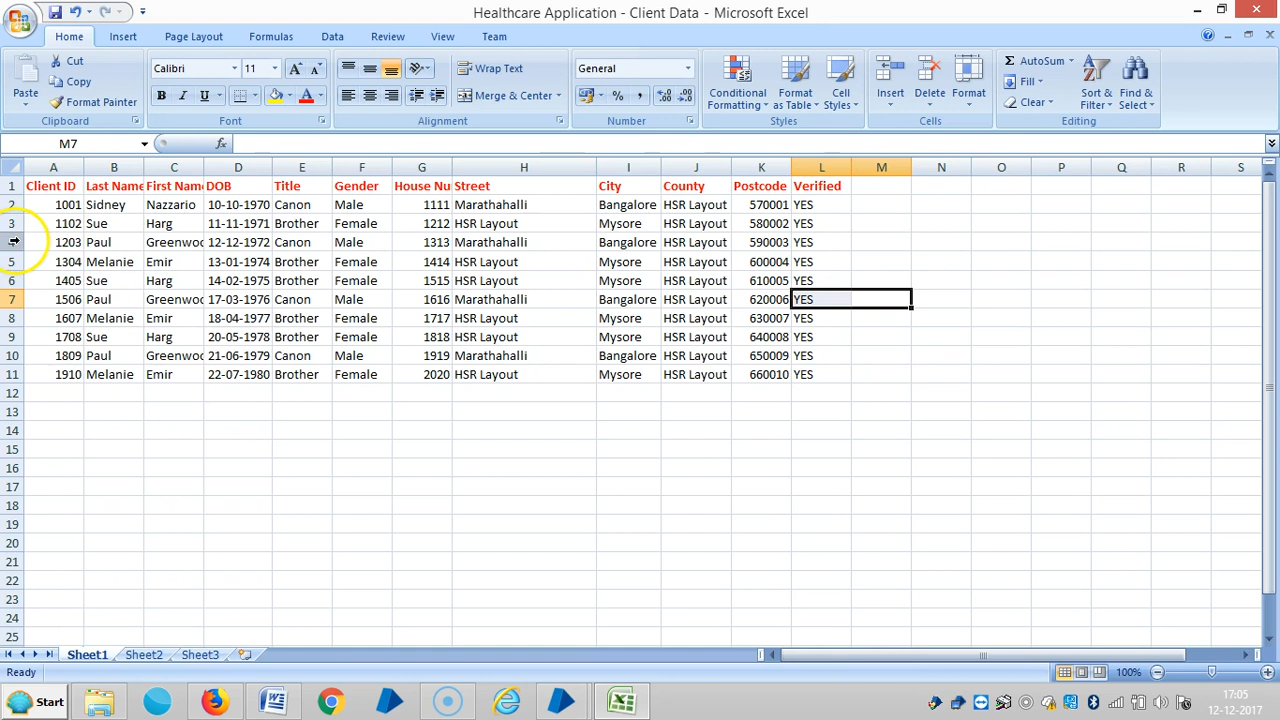 Healthcare Application - Client Data - Microsoft Excel
Home Insert Page Layout Formulas Data Review View Team
Paste
Cut
Copy
Format Painter
Clipboard
Calibri 11
B I U A A A
Font
Wrap Text
Merge & Center
Alignment
General
% ,
Number
Conditional Formatting
Format as Table
Cell Styles
Styles
Insert
Delete
Format
Cells
Σ AutoSum
Fill
Clear
Sort & Filter
Find & Select
Editing
M7 fx
A B C D E F G H I J K L M N O P Q R S
1 Client ID Last Name First Name DOB Title Gender House Nu Street City County Postcode Verified
2 1001 Sidney Nazzario 10-10-1970 Canon Male 1111 Marathahalli Bangalore HSR Layout 570001 YES
3 1102 Sue Harg 11-11-1971 Brother Female 1212 HSR Layout Mysore HSR Layout 580002 YES
1203 Paul Greenwoo 12-12-1972 Canon Male 1313 Marathahalli Bangalore HSR Layout 590003 YES
5 1304 Melanie Emir 13-01-1974 Brother Female 1414 HSR Layout Mysore HSR Layout 600004 YES
6 1405 Sue Harg 14-02-1975 Brother Female 1515 HSR Layout Mysore HSR Layout 610005 YES
7 1506 Paul Greenwoo 17-03-1976 Canon Male 1616 Marathahalli Bangalore HSR Layout 620006 YES
8 1607 Melanie Emir 18-04-1977 Brother Female 1717 HSR Layout Mysore HSR Layout 630007 YES
9 1708 Sue Harg 20-05-1978 Brother Female 1818 HSR Layout Mysore HSR Layout 640008 YES
10 1809 Paul Greenwoo 21-06-1979 Canon Male 1919 Marathahalli Bangalore HSR Layout 650009 YES
11 1910 Melanie Emir 22-07-1980 Brother Female 2020 HSR Layout Mysore HSR Layout 660010 YES
12
13
14
15
16
17
18
19
20
21
22
23
24
25
Sheet1 Sheet2 Sheet3
Ready 100%
Start
17:05
12-12-2017